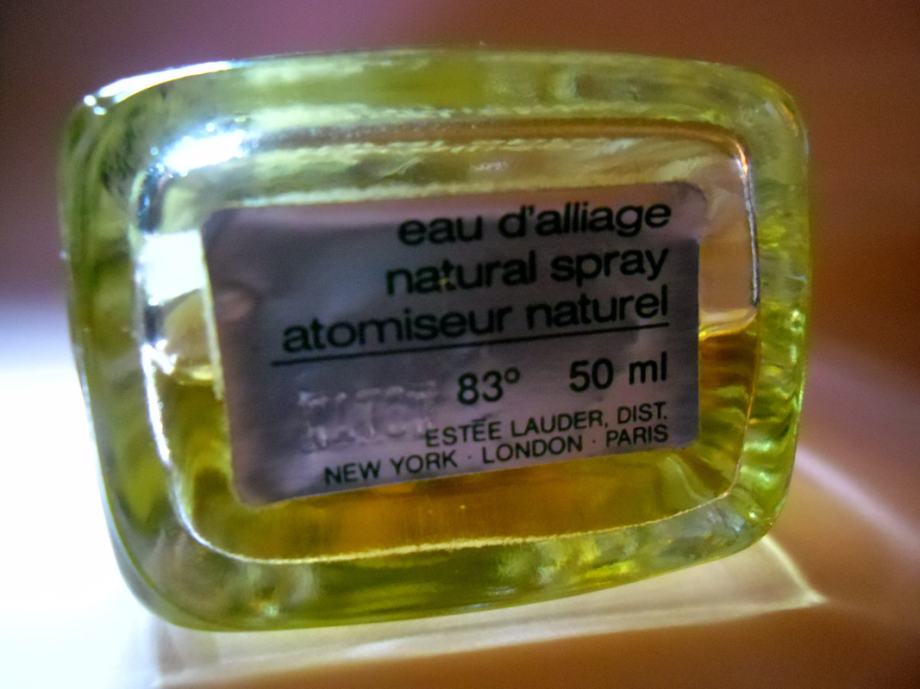 eau d'alliage
natural spray
atomiseur naturel
83° 50 ml
ESTĒE LAUDER, DIST.
NEW YORK · LONDON · PARIS